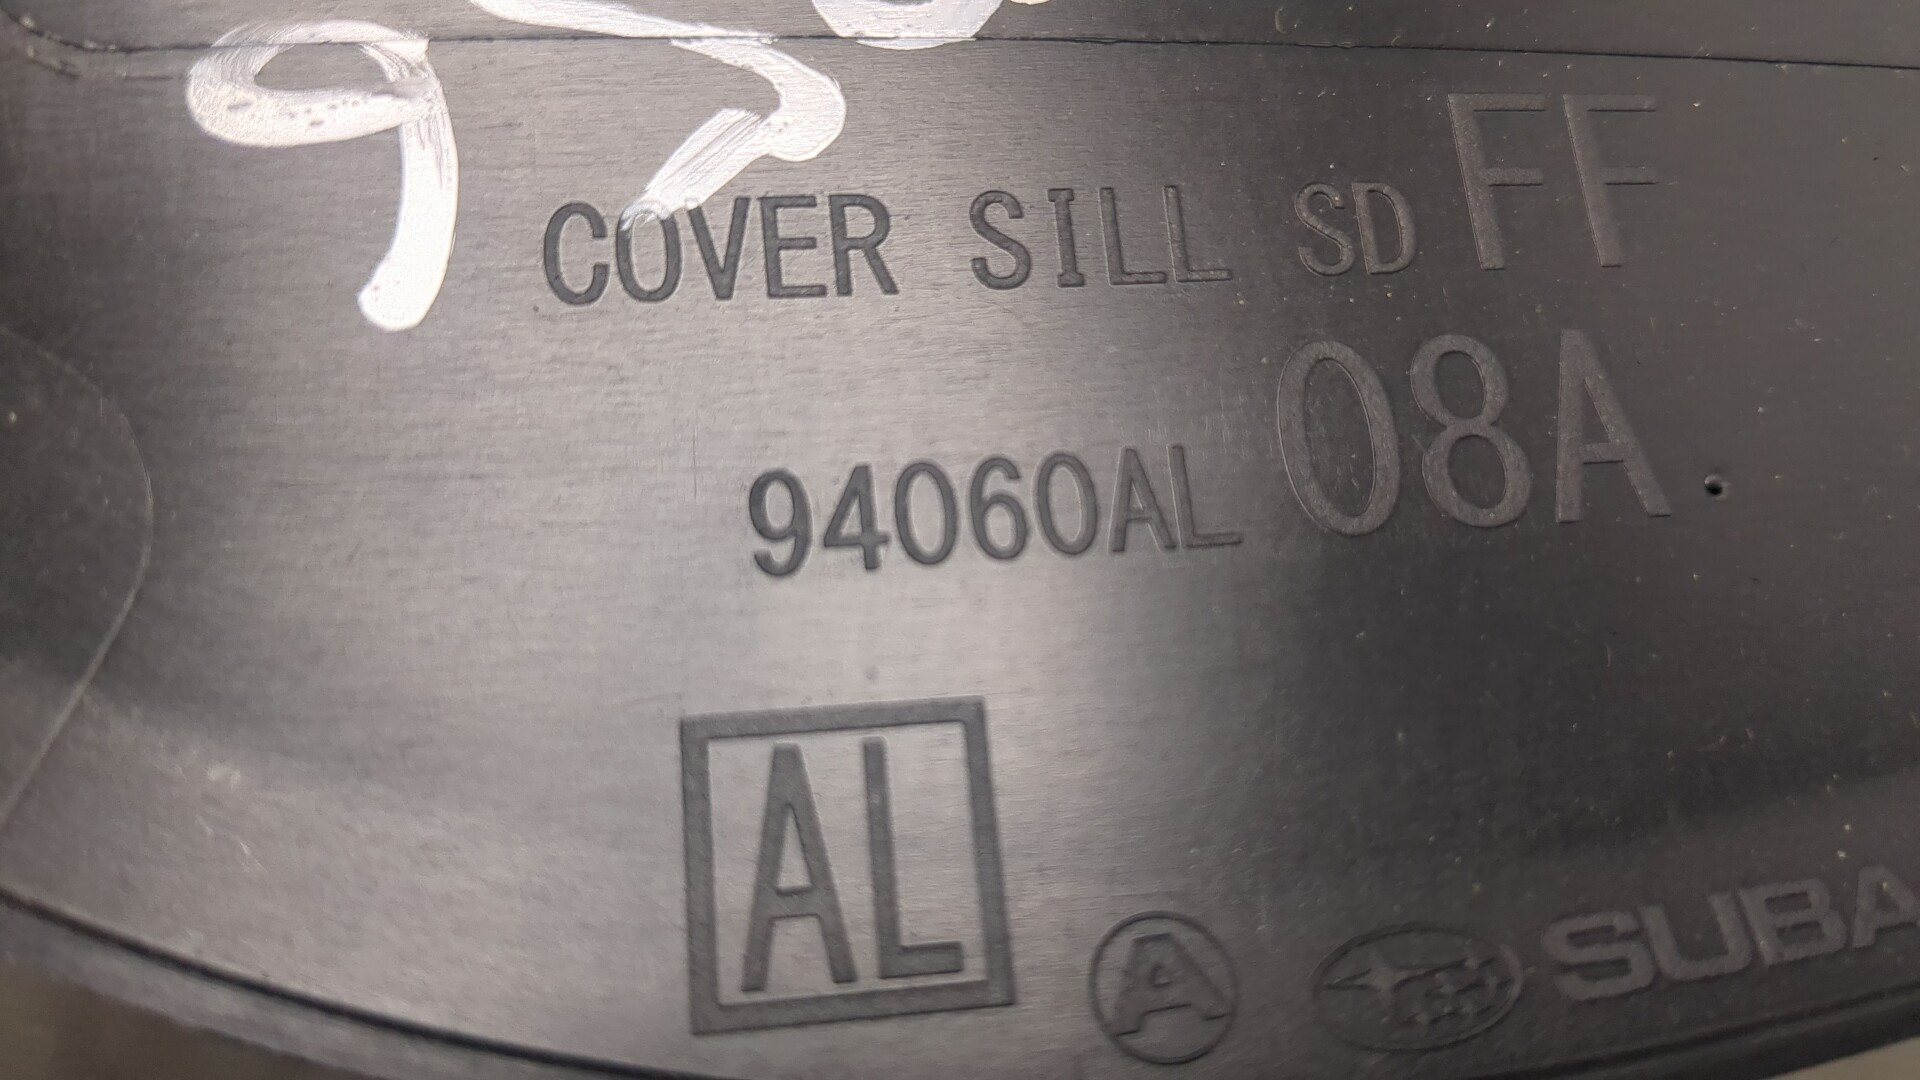 COVER SILL SD FF
94060AL 08A
AL
A SUBA